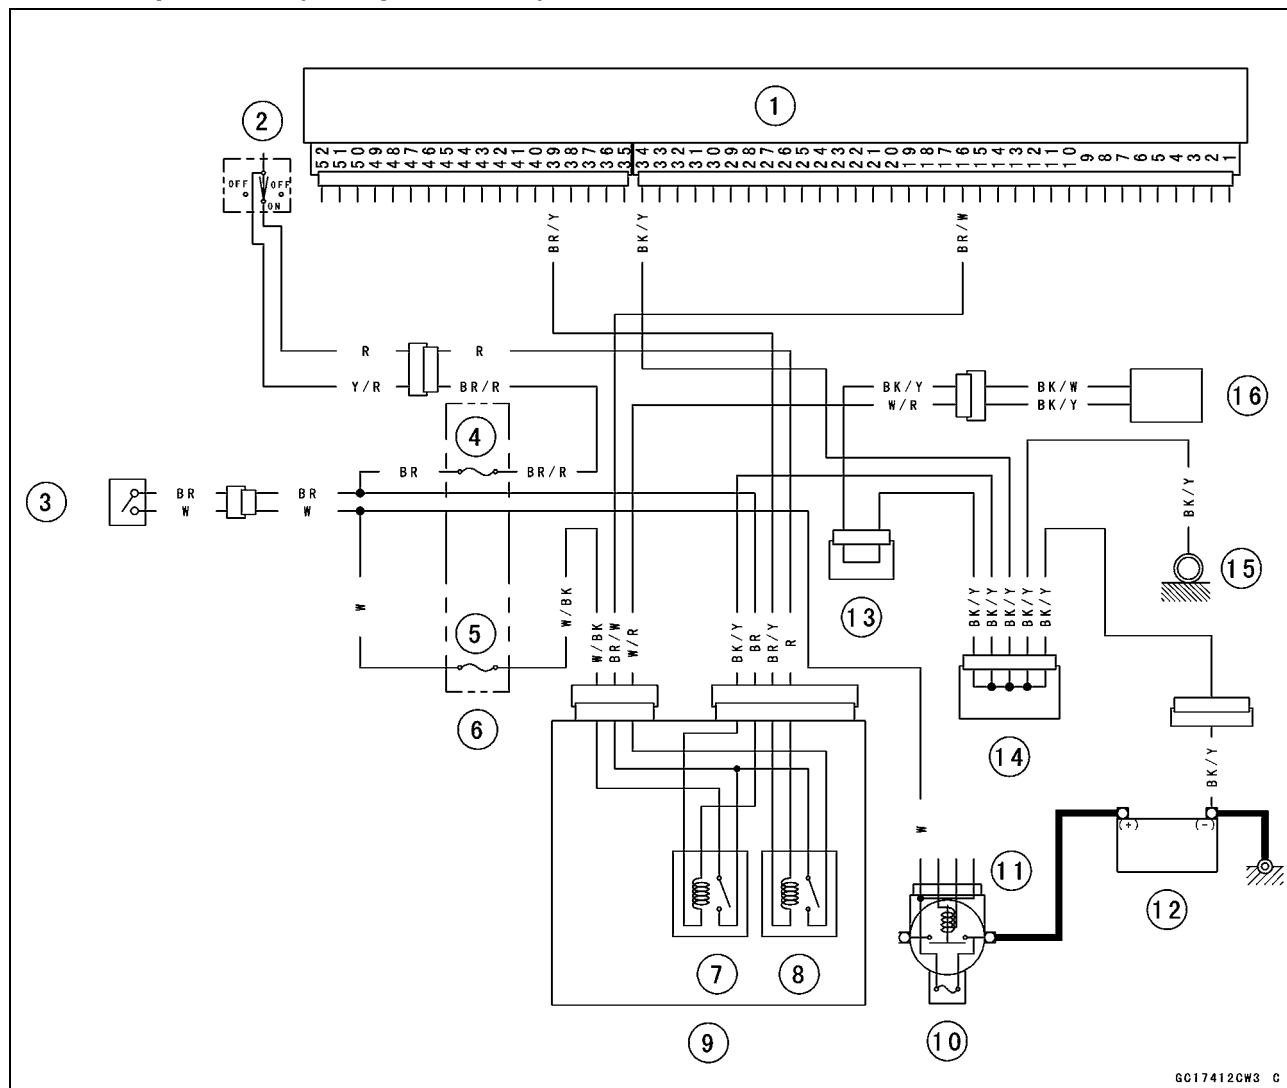 1
2
52 51 50 49 48 47 46 45 44 43 42 41 40 39 38 37 36 35 34 33 32 31 30 29 28 27 26 25 24 23 22 21 20 19 18 17 16 15 14 13 12 11 10 9 8 7 6 5 4 3 2 1
OFF OFF
ON
BR/Y BK/Y BR/W
R R
Y/R BR/R BK/Y BK/W 16
W/R BK/Y
4
BR BR/R
3 BR BR
W W
BK/Y
15
W W/BK 13
5 W/BK BR/W W/R BK/Y BR BR/Y R BK/Y BK/Y BK/Y BK/Y BK/Y
6
14
BK/Y
W (+) (-)
11
12
7 8
9 10
GC17412CW3 C